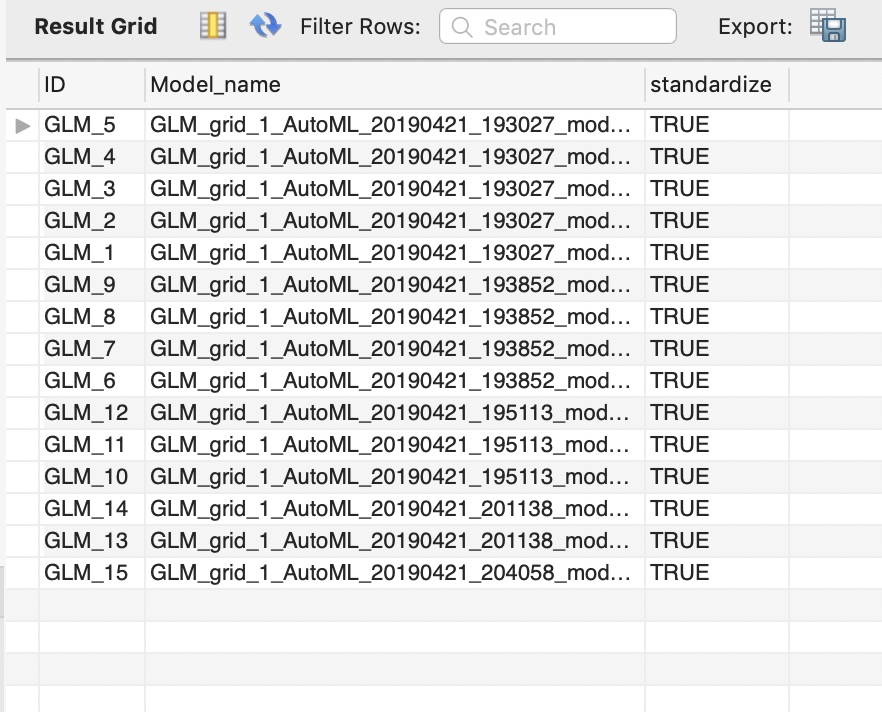 Result Grid Filter Rows: Search Export:
ID Model_name standardize
GLM_5 GLM_grid_1_AutoML_20190421_193027_mod... TRUE
GLM_4 GLM_grid_1_AutoML_20190421_193027_mod... TRUE
GLM_3 GLM_grid_1_AutoML_20190421_193027_mod... TRUE
GLM_2 GLM_grid_1_AutoML_20190421_193027_mod... TRUE
GLM_1 GLM_grid_1_AutoML_20190421_193027_mod... TRUE
GLM_9 GLM_grid_1_AutoML_20190421_193852_mod... TRUE
GLM_8 GLM_grid_1_AutoML_20190421_193852_mod... TRUE
GLM_7 GLM_grid_1_AutoML_20190421_193852_mod... TRUE
GLM_6 GLM_grid_1_AutoML_20190421_193852_mod... TRUE
GLM_12 GLM_grid_1_AutoML_20190421_195113_mod... TRUE
GLM_11 GLM_grid_1_AutoML_20190421_195113_mod... TRUE
GLM_10 GLM_grid_1_AutoML_20190421_195113_mod... TRUE
GLM_14 GLM_grid_1_AutoML_20190421_201138_mod... TRUE
GLM_13 GLM_grid_1_AutoML_20190421_201138_mod... TRUE
GLM_15 GLM_grid_1_AutoML_20190421_204058_mod... TRUE